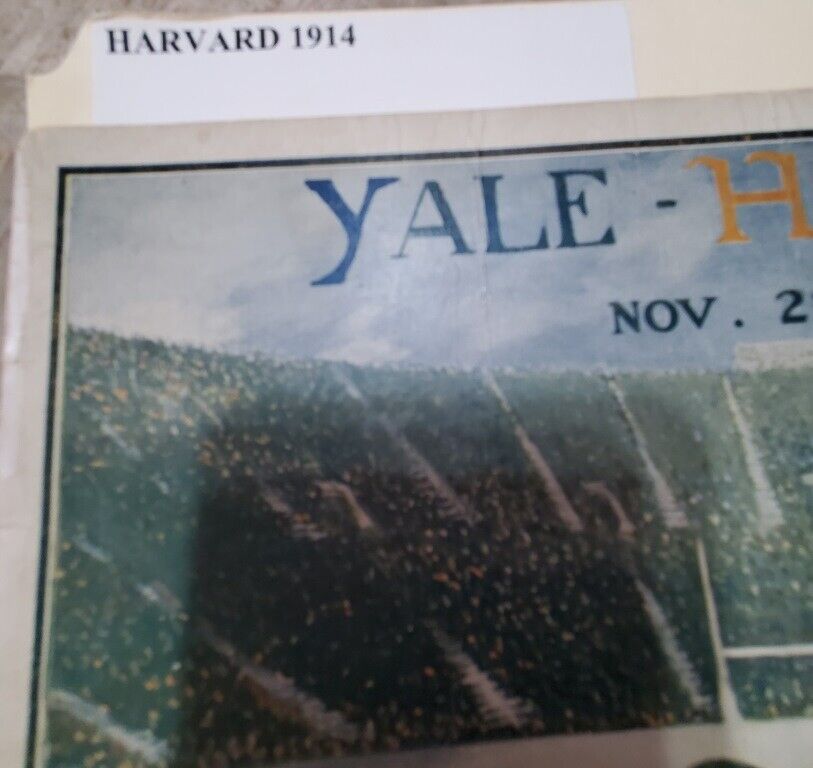 HARVARD 1914
YALE - H
NOV. 2